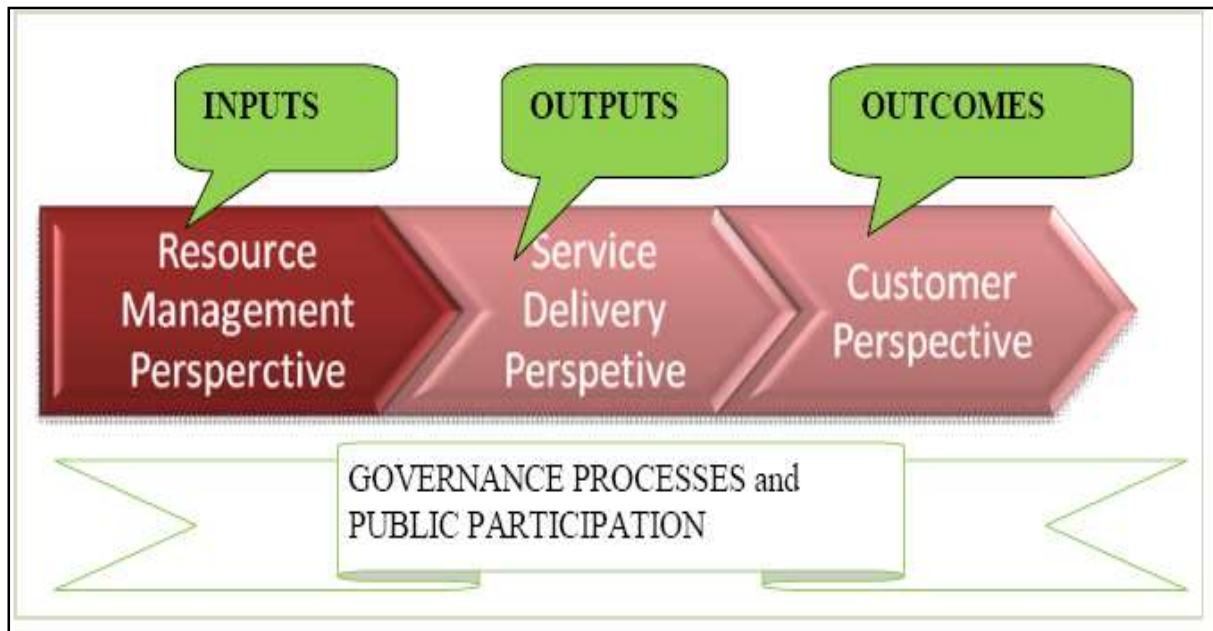 INPUTS
OUTPUTS
OUTCOMES
Resource
Management
Persperctive
Service
Delivery
Perspetive
Customer
Perspective
GOVERNANCE PROCESSES and
PUBLIC PARTICIPATION